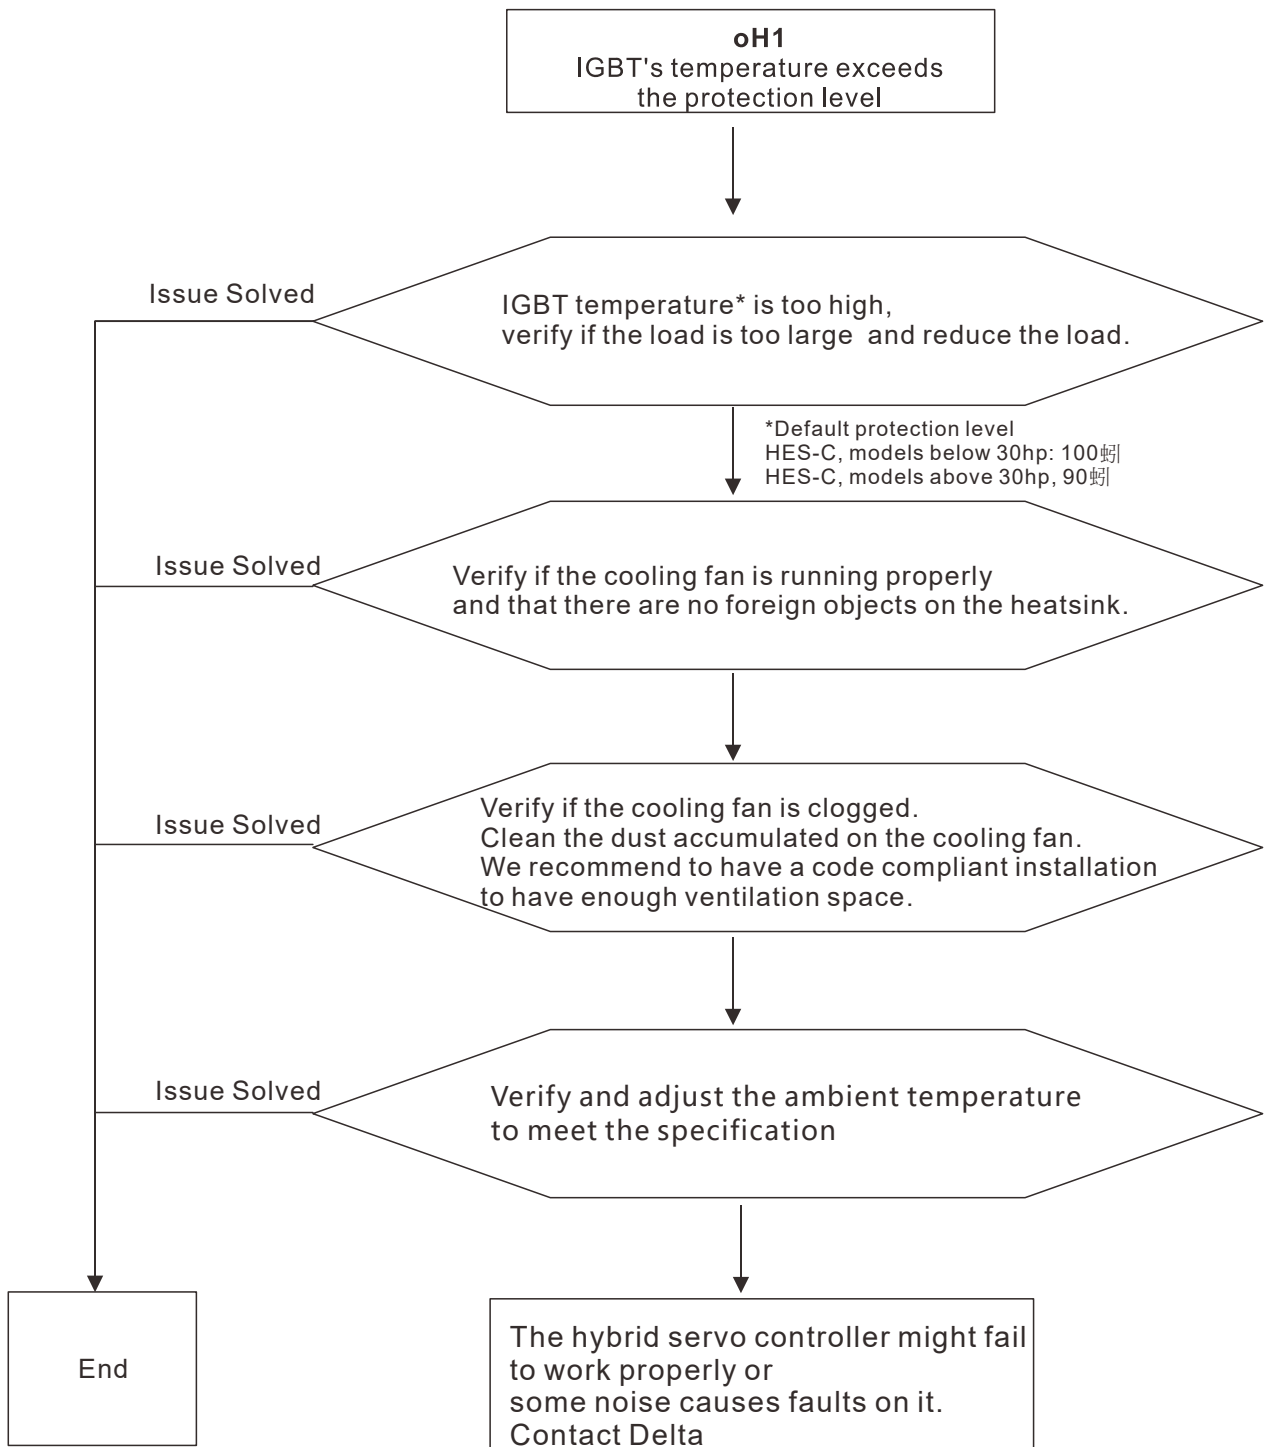 oH1
IGBT's temperature exceeds
the protection level
Issue Solved
IGBT temperature* is too high,
verify if the load is too large and reduce the load.
*Default protection level
HES-C, models below 30hp: 100蚓
HES-C, models above 30hp, 90蚓
Issue Solved
Verify if the cooling fan is running properly
and that there are no foreign objects on the heatsink.
Issue Solved
Verify if the cooling fan is clogged.
Clean the dust accumulated on the cooling fan.
We recommend to have a code compliant installation
to have enough ventilation space.
Issue Solved
Verify and adjust the ambient temperature
to meet the specification
End
The hybrid servo controller might fail
to work properly or
some noise causes faults on it.
Contact Delta